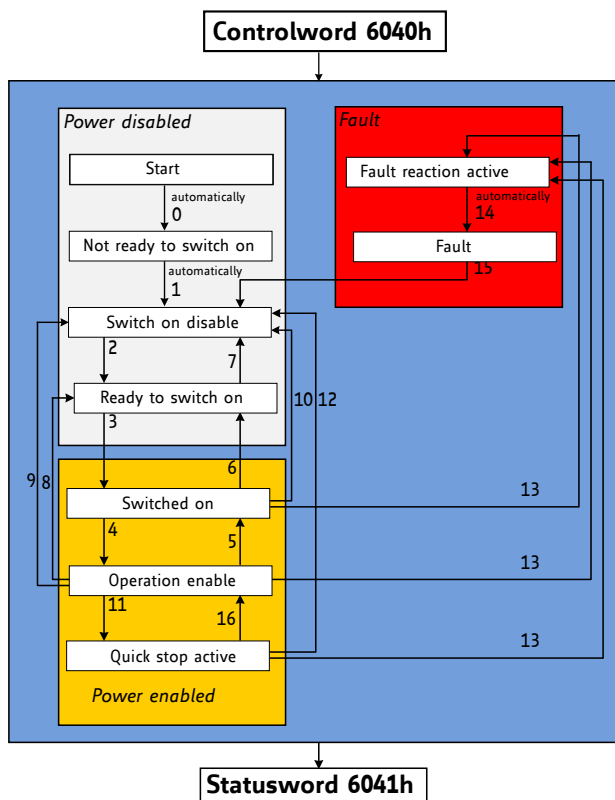 Controlword 6040h
Power disabled
Fault
Start
Fault reaction active
automatically
0
automatically
14
Not ready to switch on
Fault
automatically
1
15
Switch on disable
2
7
Ready to switch on
10
12
3
9
8
6
Switched on
13
4
5
Operation enable
13
11
16
Quick stop active
13
Power enabled
Statusword 6041h